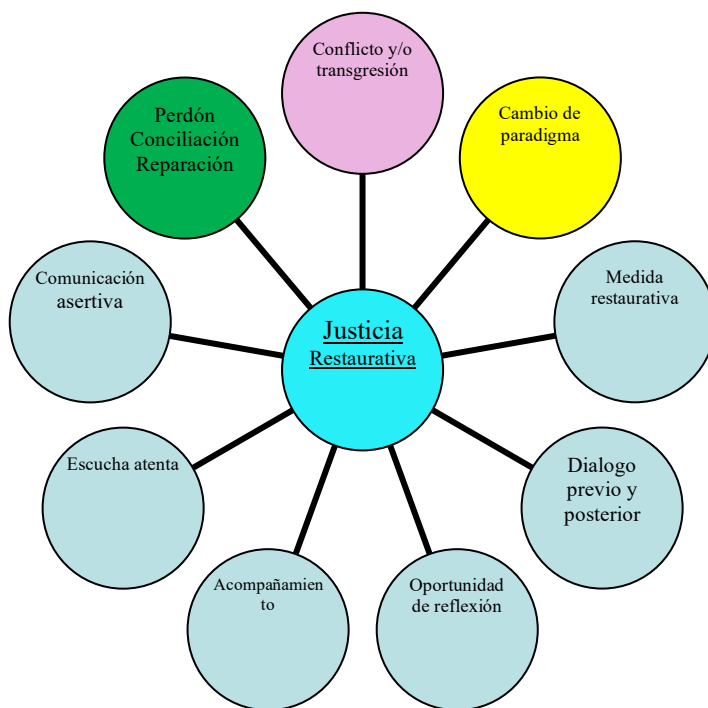 Conflicto y/o
transgresión
Cambio de
paradigma
Medida
restaurativa
Dialogo
previo y
posterior
Oportunidad
de reflexión
Acompañamien
to
Escucha atenta
Comunicación
asertiva
Perdón
Conciliación
Reparación
Justicia
Restaurativa